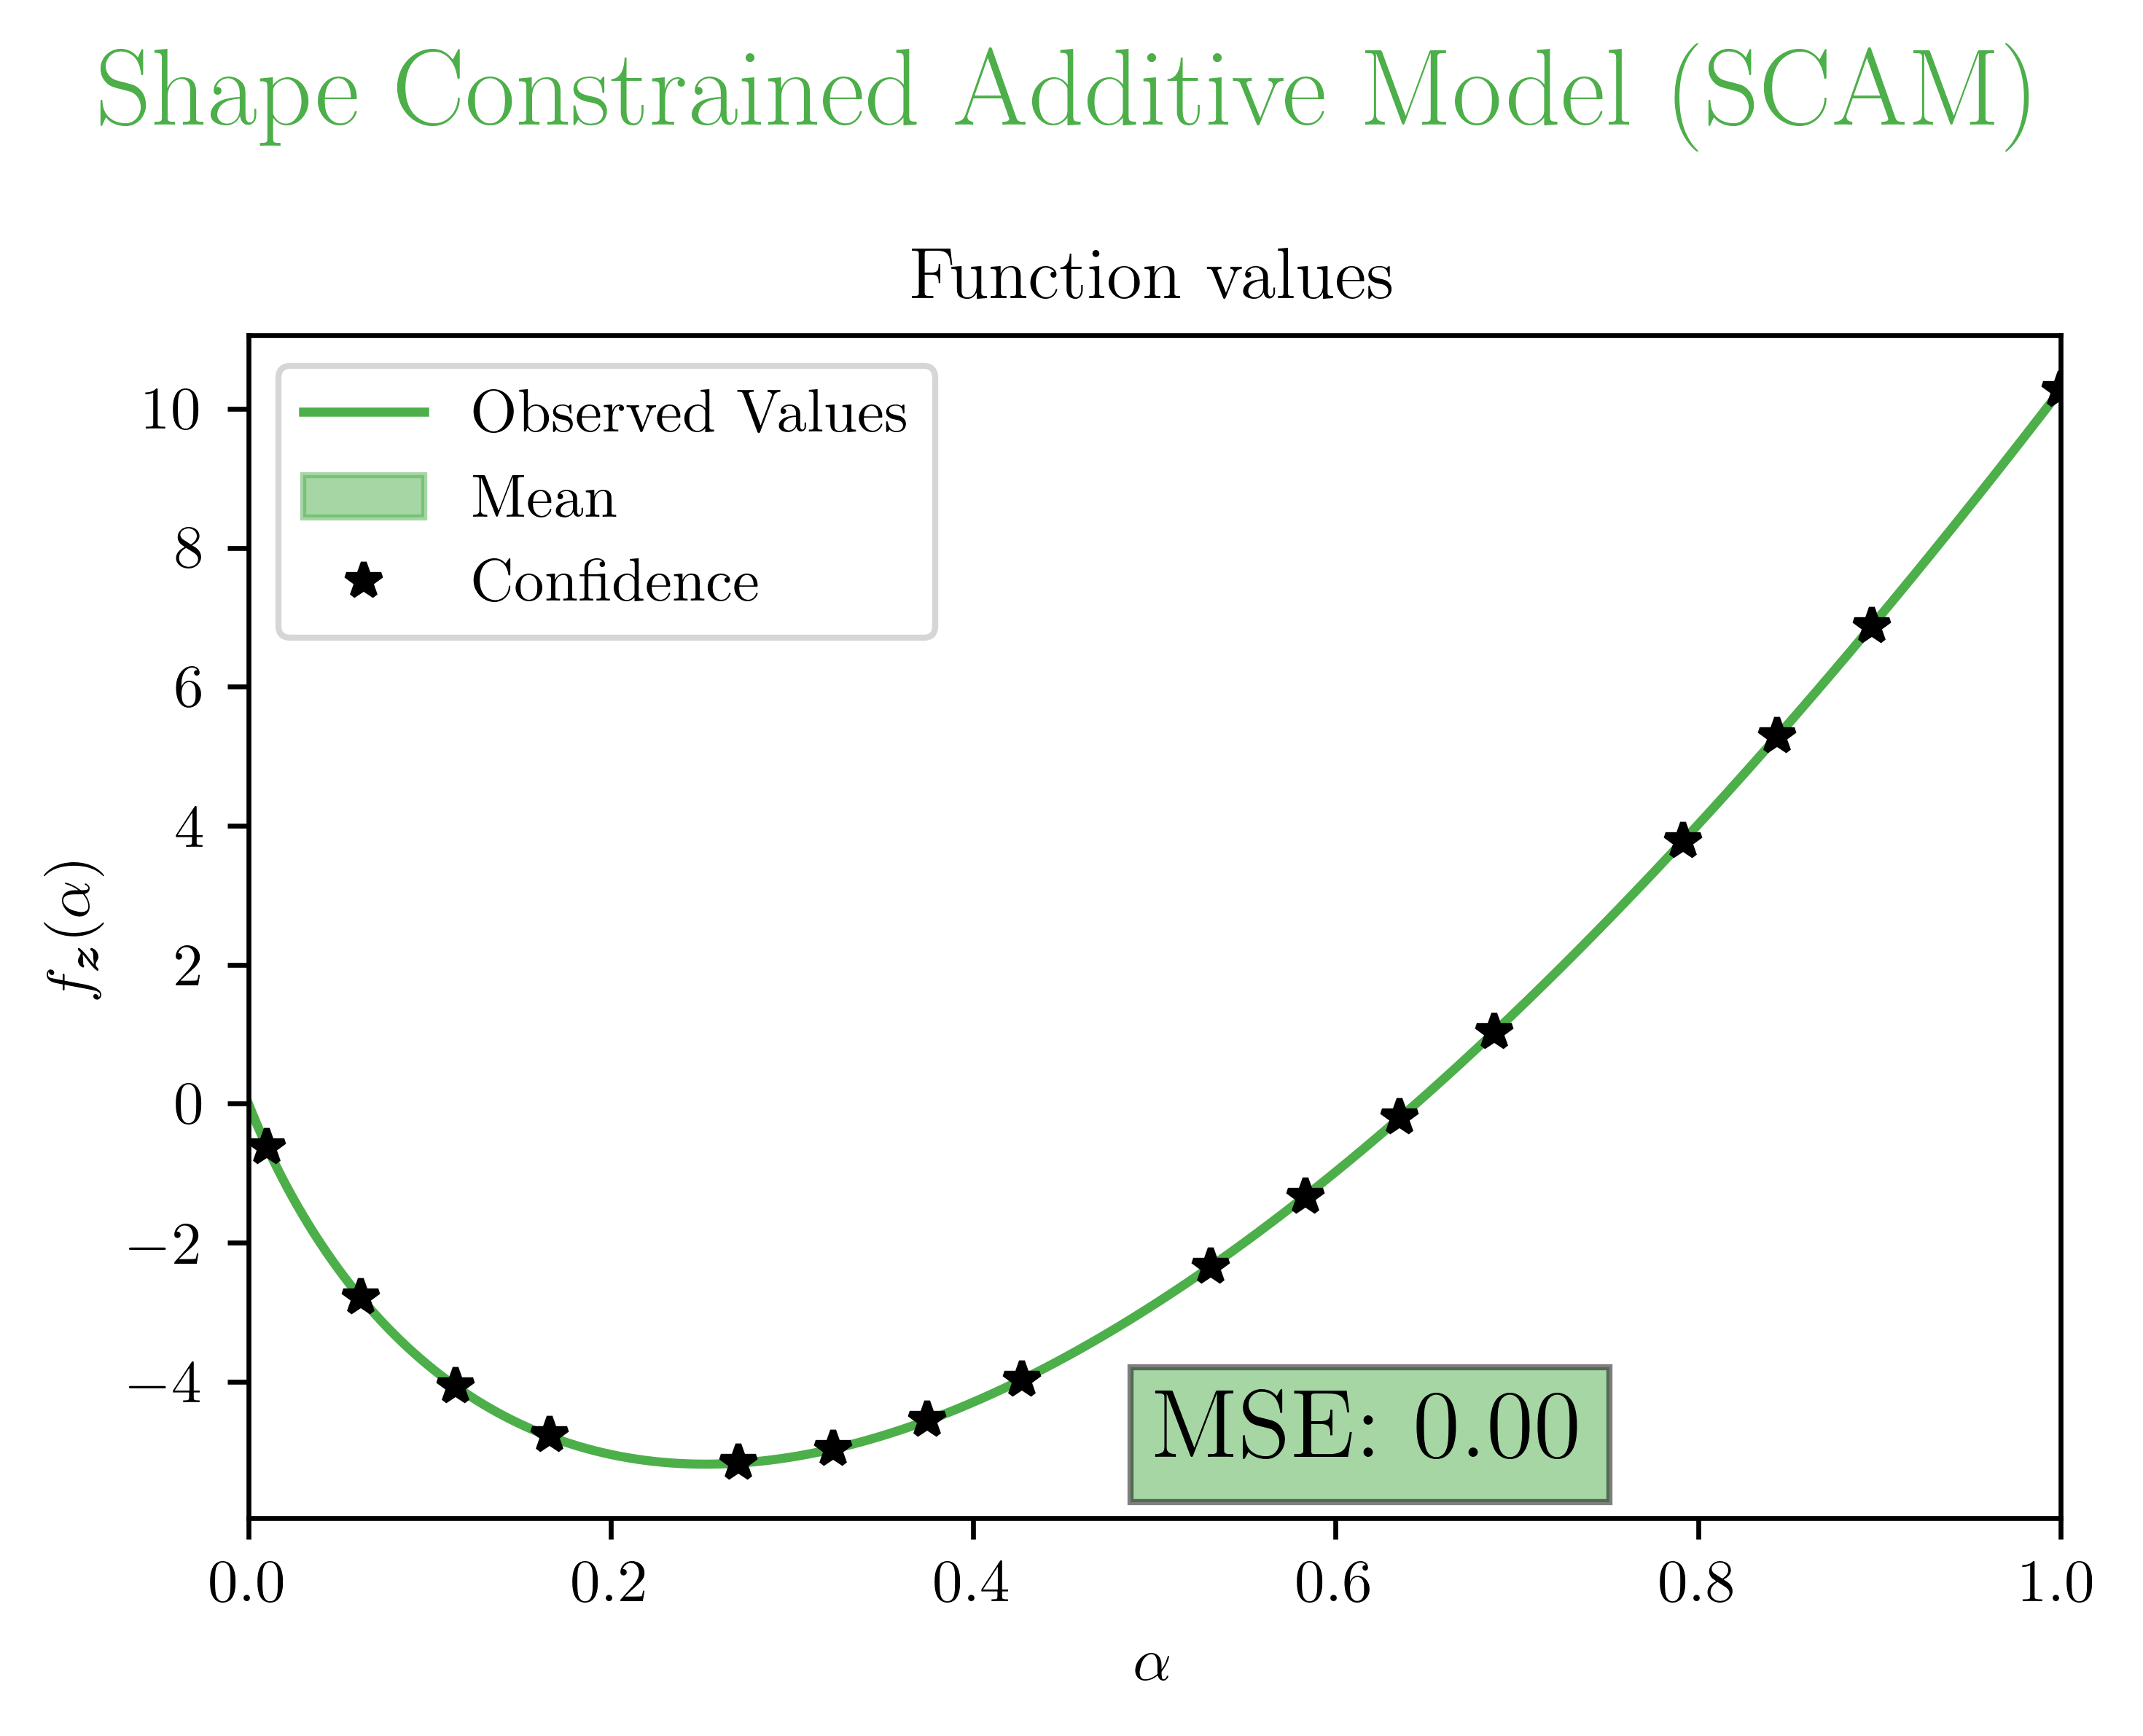 Shape Constrained Additive Model (SCAM)
Function values
Observed Values
Mean
Confidence
10
8
6
4
2
0
−2
−4
f_z(α)
MSE: 0.00
0.0 0.2 0.4 0.6 0.8 1.0
α